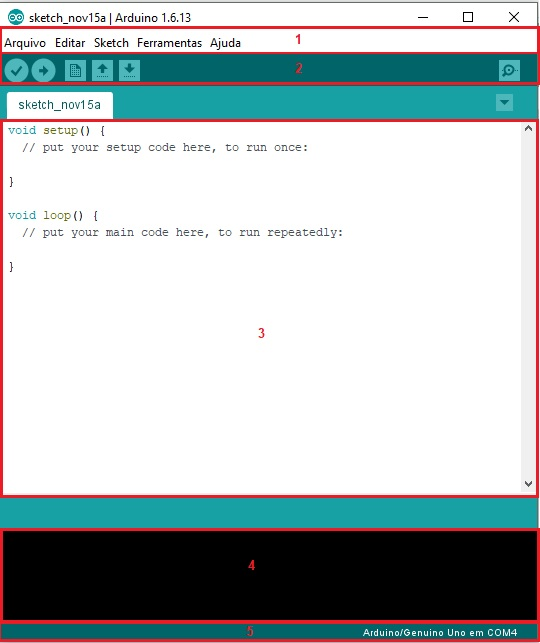 sketch_nov15a | Arduino 1.6.13
Arquivo Editar Sketch Ferramentas Ajuda
1
2
sketch_nov15a
void setup() {
  // put your setup code here, to run once:

}

void loop() {
  // put your main code here, to run repeatedly:

}
3
4
5
Arduino/Genuino Uno em COM4